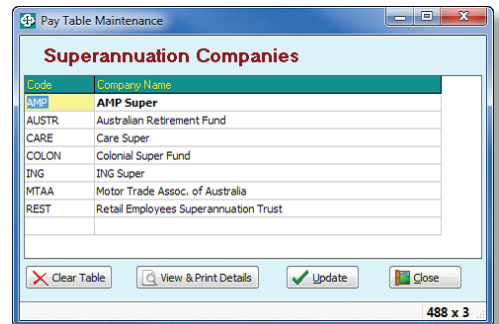 Pay Table Maintenance
Superannuation Companies
Code Company Name
AMP AMP Super
AUSTR Australian Retirement Fund
CARE Care Super
COLON Colonial Super Fund
ING ING Super
MTAA Motor Trade Assoc. of Australia
REST Retail Employees Superannuation Trust
Clear Table View & Print Details Update Close
488 x 3